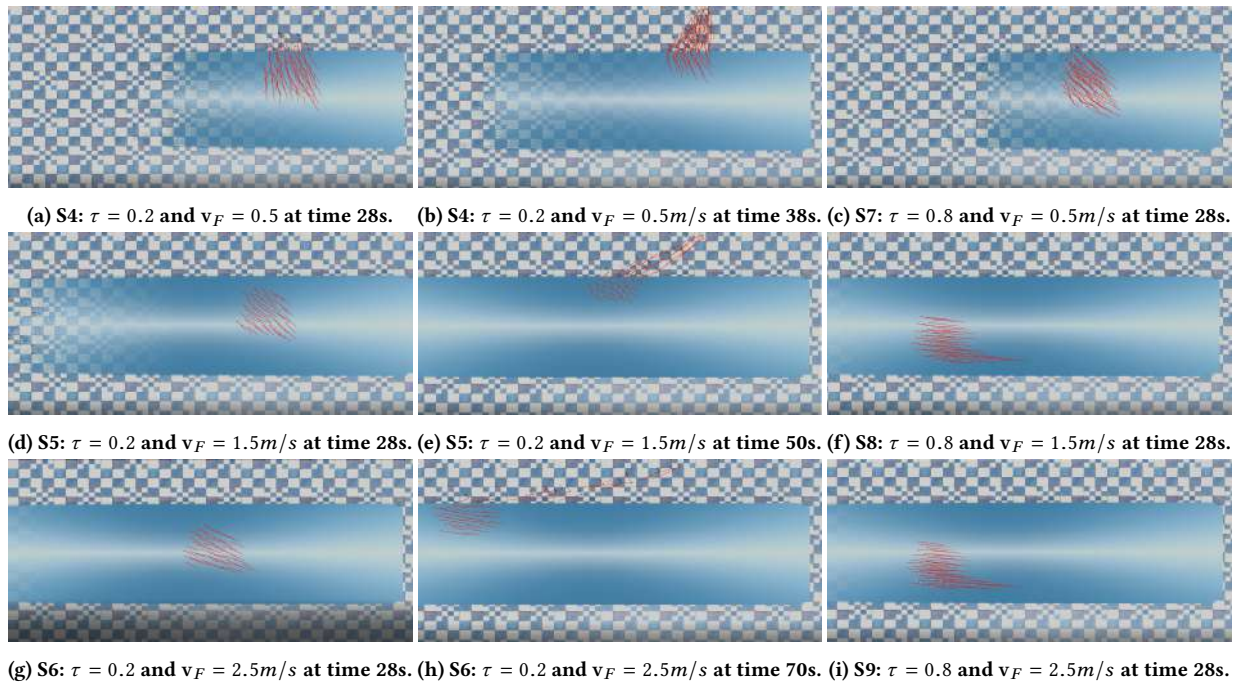 (a) S4: τ = 0.2 and v_F = 0.5 at time 28s. (b) S4: τ = 0.2 and v_F = 0.5m/s at time 38s. (c) S7: τ = 0.8 and v_F = 0.5m/s at time 28s.
(d) S5: τ = 0.2 and v_F = 1.5m/s at time 28s. (e) S5: τ = 0.2 and v_F = 1.5m/s at time 50s. (f) S8: τ = 0.8 and v_F = 1.5m/s at time 28s.
(g) S6: τ = 0.2 and v_F = 2.5m/s at time 28s. (h) S6: τ = 0.2 and v_F = 2.5m/s at time 70s. (i) S9: τ = 0.8 and v_F = 2.5m/s at time 28s.